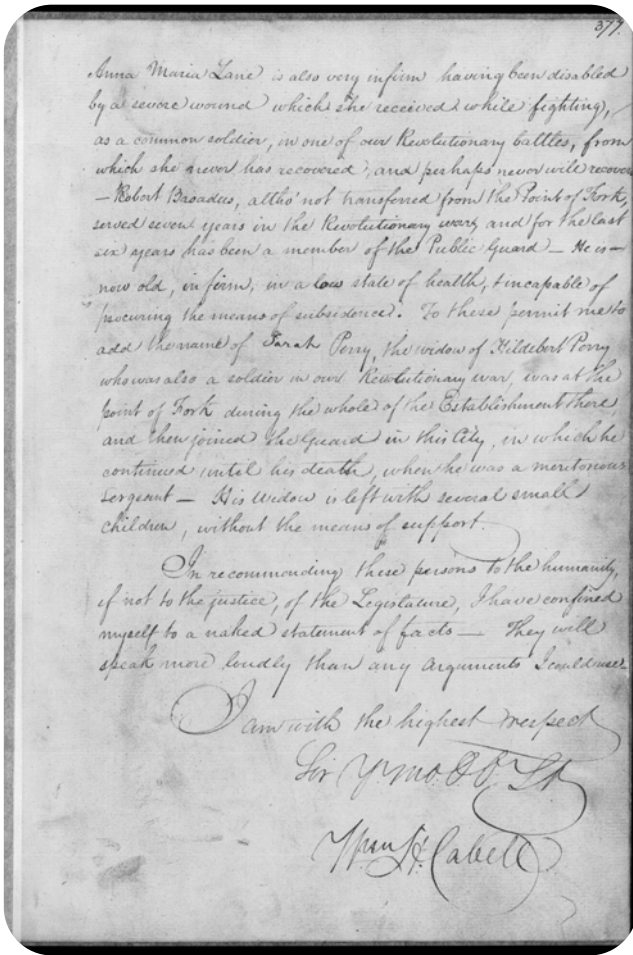 377.
Anna Maria Lane is also very infirm having been disabled
by a severe wound which she received while fighting,
as a common soldier, in one of our Revolutionary battles, from
which she never has recovered, and perhaps never will recover
— Robert Broadus, altho' not transferred from the Point of Fork,
served seven years in the Revolutionary war, and for the last
six years has been a member of the Public Guard — He is —
now old, infirm, in a low state of health, & incapable of
procuring the means of subsistence. To these permit me to
add the name of Sarah Perry, the widow of Hildebert Perry
who was also a soldier in our Revolutionary war, was at the
point of Fork during the whole of the Establishment there,
and then joined the Guard in this City, in which he
continued until his death, when he was a meritorious
Sergeant — His widow is left with several small
children, without the means of support.
In recommending these persons to the humanity,
if not to the justice, of the Legislature, I have confined
myself to a naked statement of facts — They will
speak more loudly than any arguments I could use —
I am with the highest respect
Sir Yr. mo. O. St
Wm H. Cabell